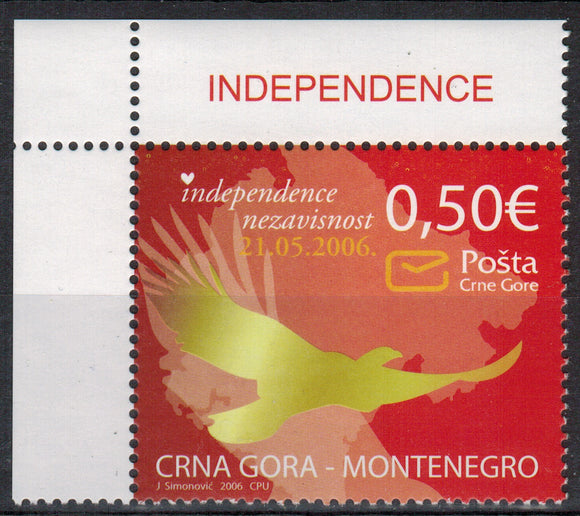 INDEPENDENCE
independence
nezavisnost
21.05.2006.
0,50€
Pošta
Crne Gore
CRNA GORA - MONTENEGRO
J Simonović 2006 CPU